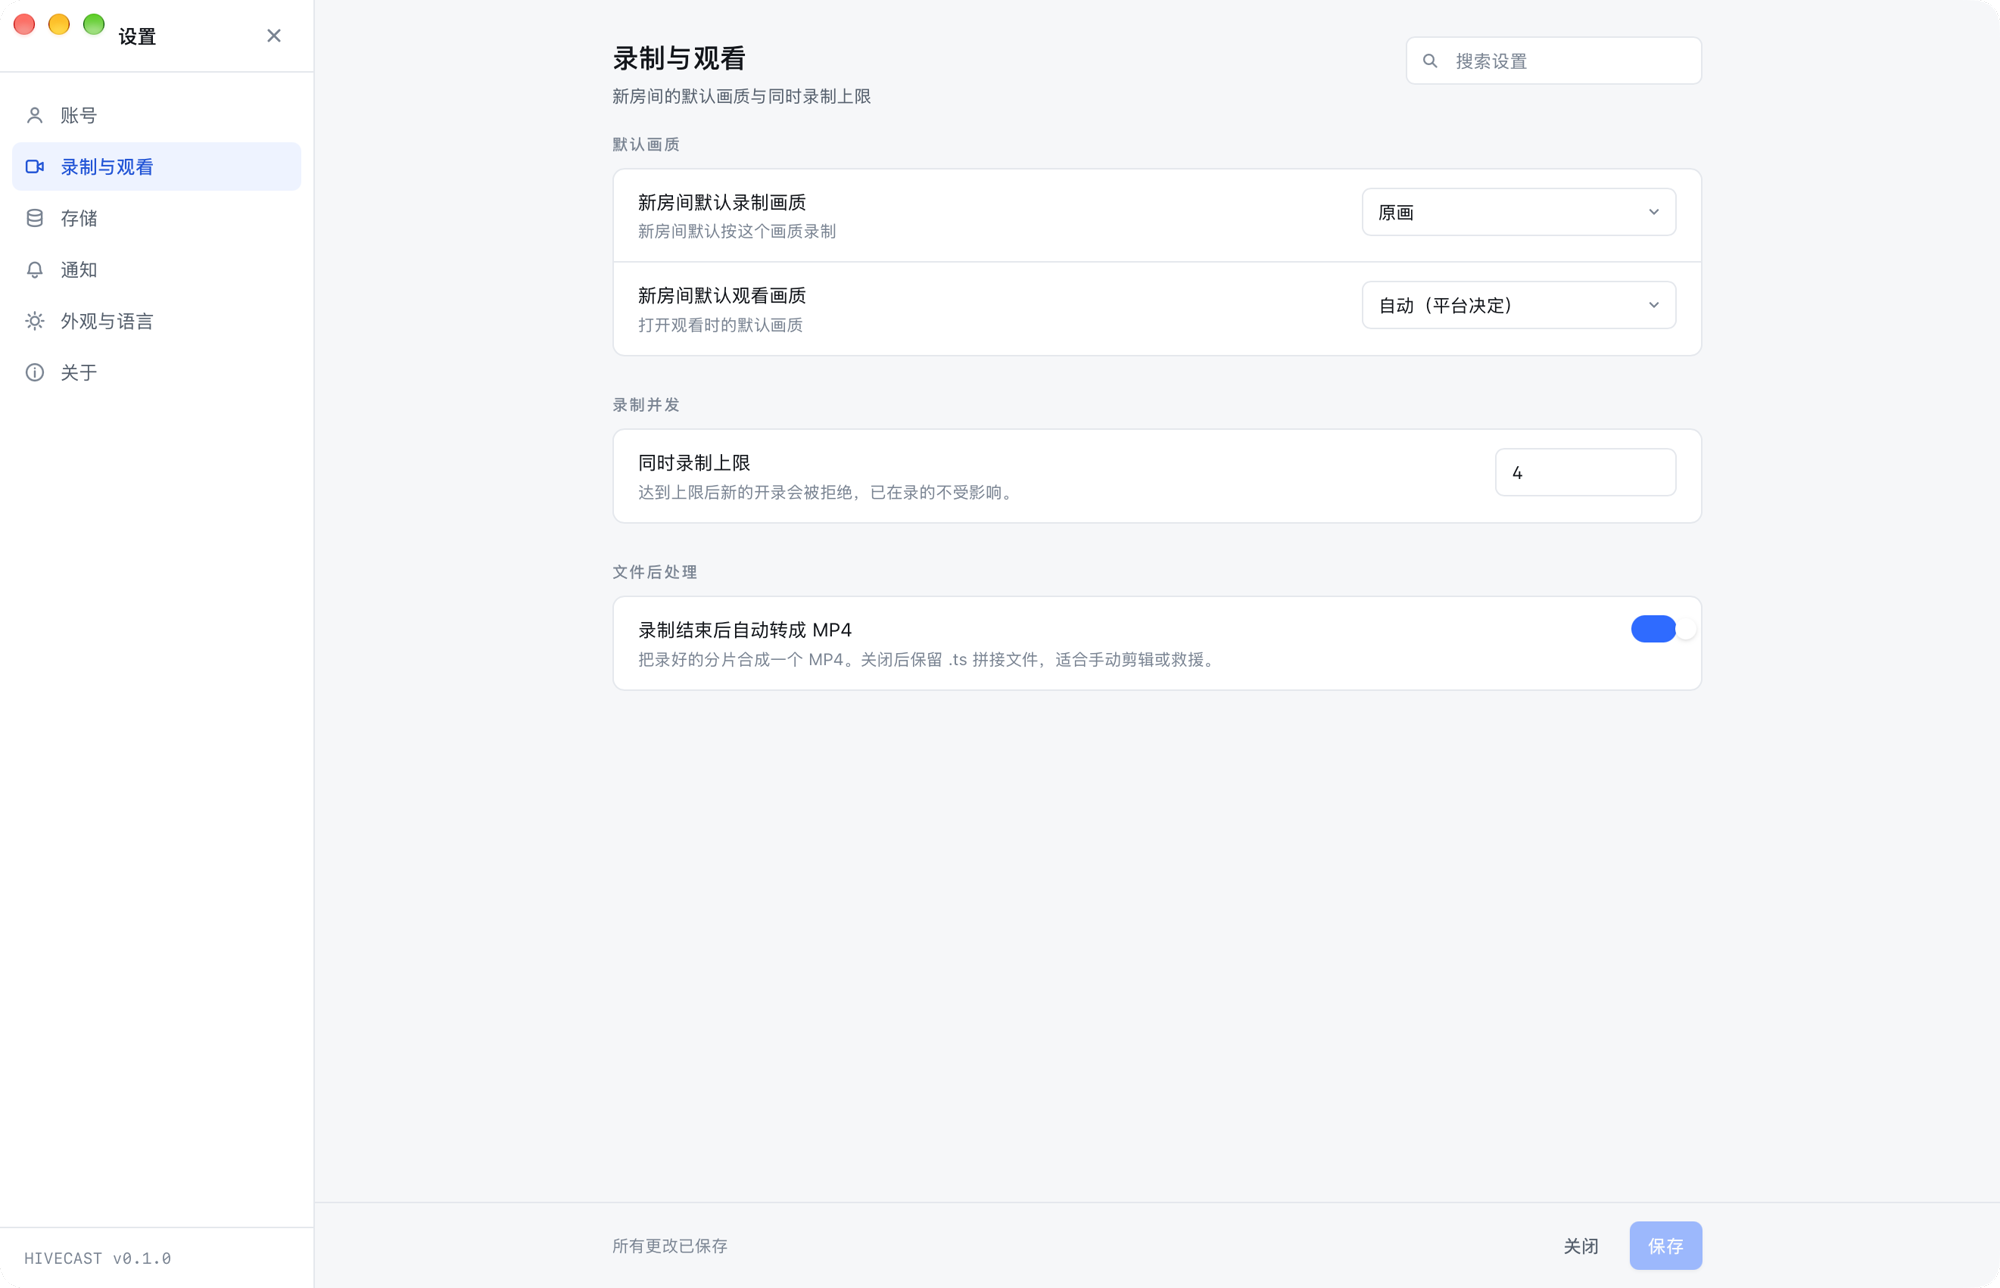 设置
账号
录制与观看
存储
通知
外观与语言
关于
HIVECAST v0.1.0
录制与观看
新房间的默认画质与同时录制上限
搜索设置
默认画质
新房间默认录制画质
新房间默认按这个画质录制
原画
新房间默认观看画质
打开观看时的默认画质
自动（平台决定）
录制并发
同时录制上限
达到上限后新的开录会被拒绝，已在录的不受影响。
4
文件后处理
录制结束后自动转成 MP4
把录好的分片合成一个 MP4。关闭后保留 .ts 拼接文件，适合手动剪辑或救援。
所有更改已保存
关闭
保存